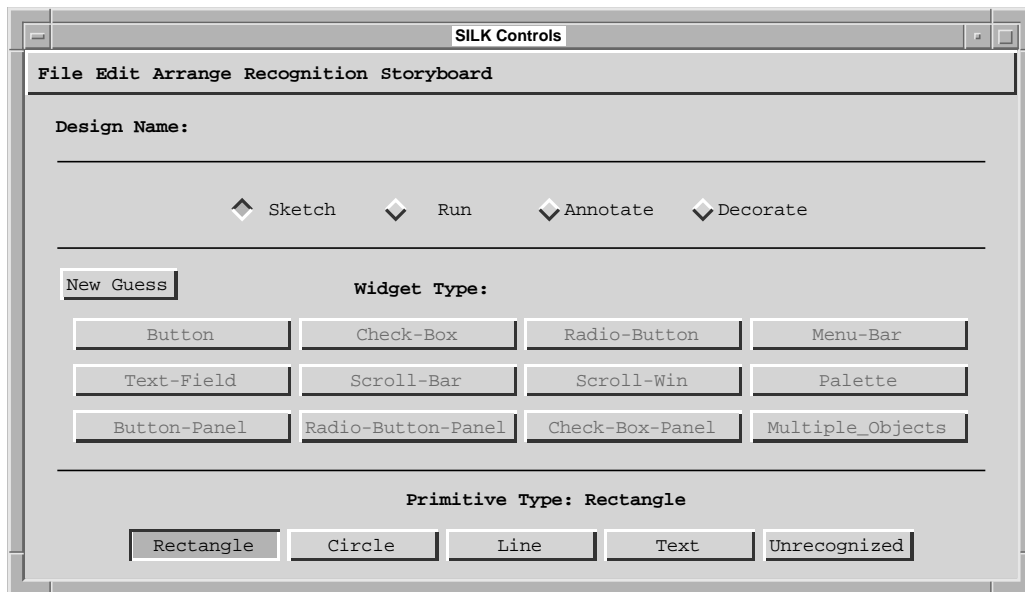 SILK Controls
File Edit Arrange Recognition Storyboard
Design Name:
Sketch Run Annotate Decorate
New Guess Widget Type:
Button Check-Box Radio-Button Menu-Bar
Text-Field Scroll-Bar Scroll-Win Palette
Button-Panel Radio-Button-Panel Check-Box-Panel Multiple_Objects
Primitive Type: Rectangle
Rectangle Circle Line Text Unrecognized